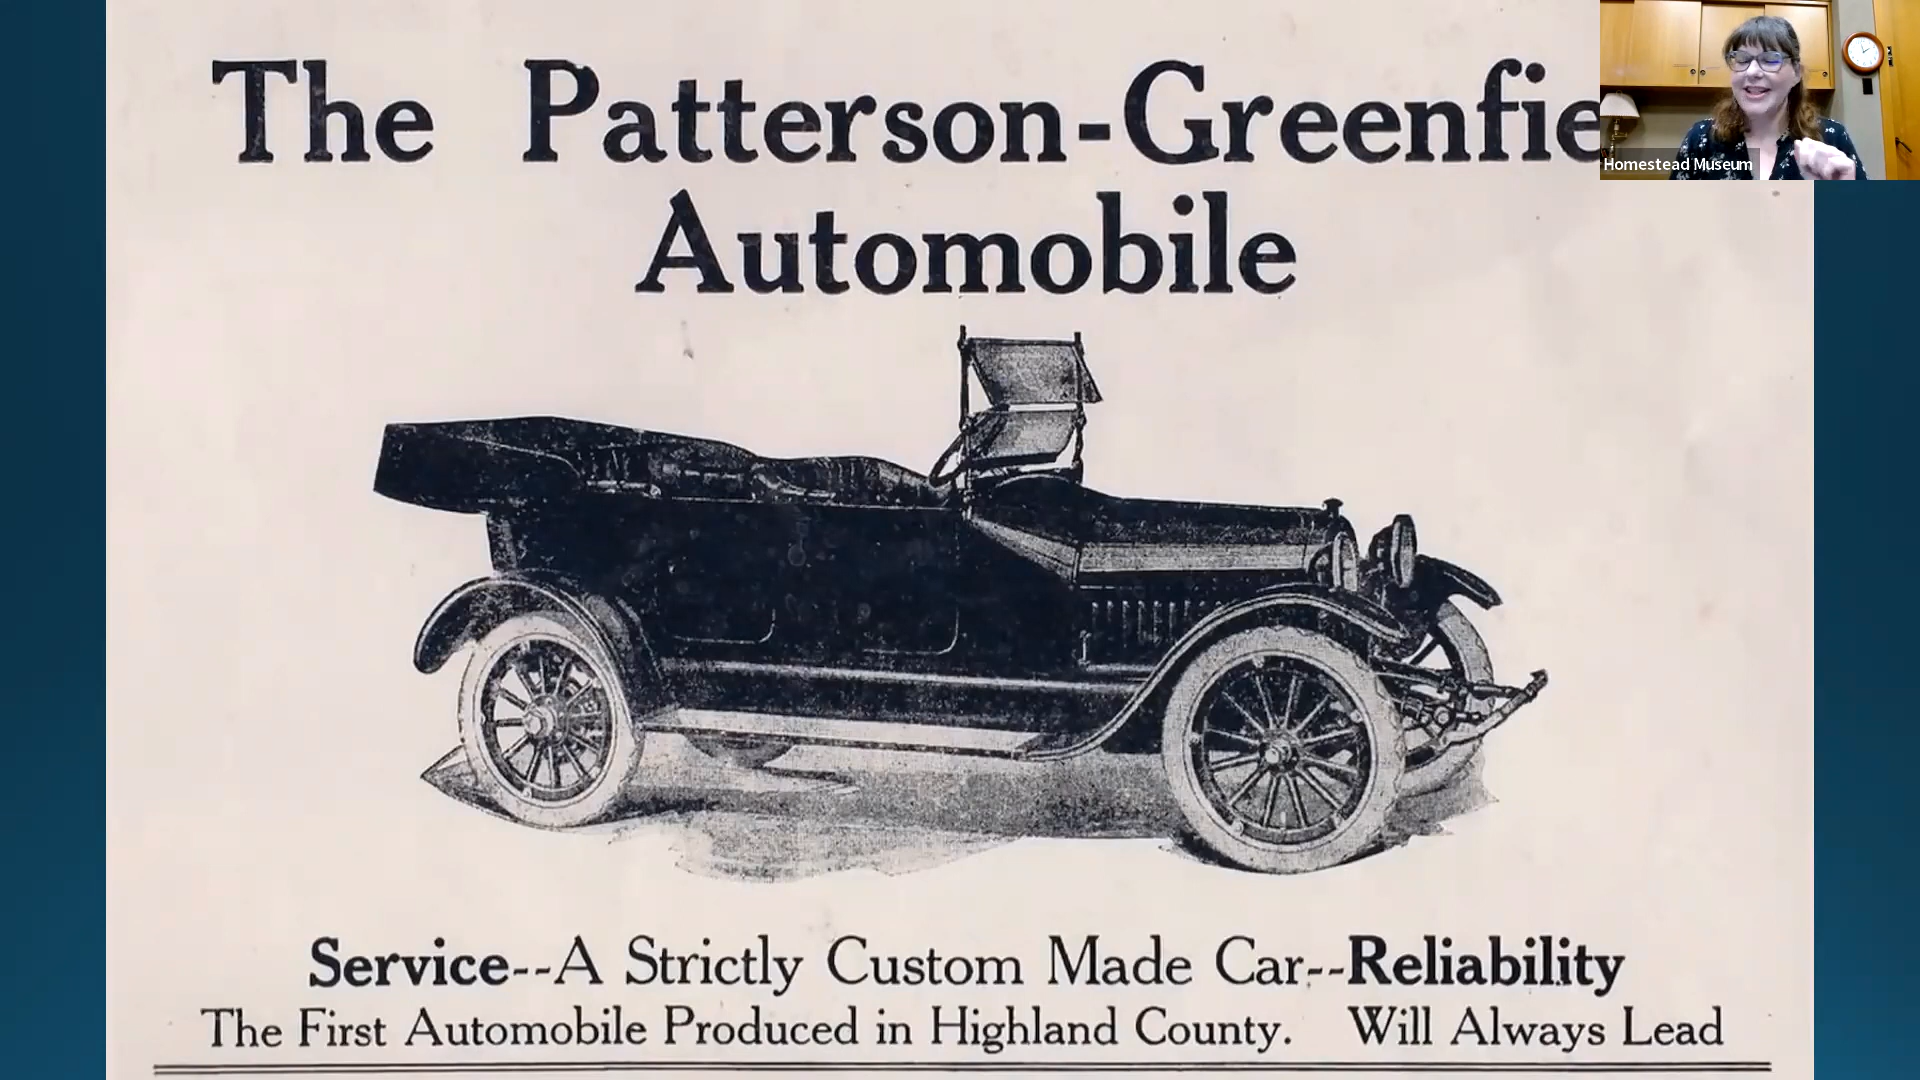 The Patterson-Greenfie
Automobile
Homestead Museum
Service--A Strictly Custom Made Car--Reliability
The First Automobile Produced in Highland County. Will Always Lead